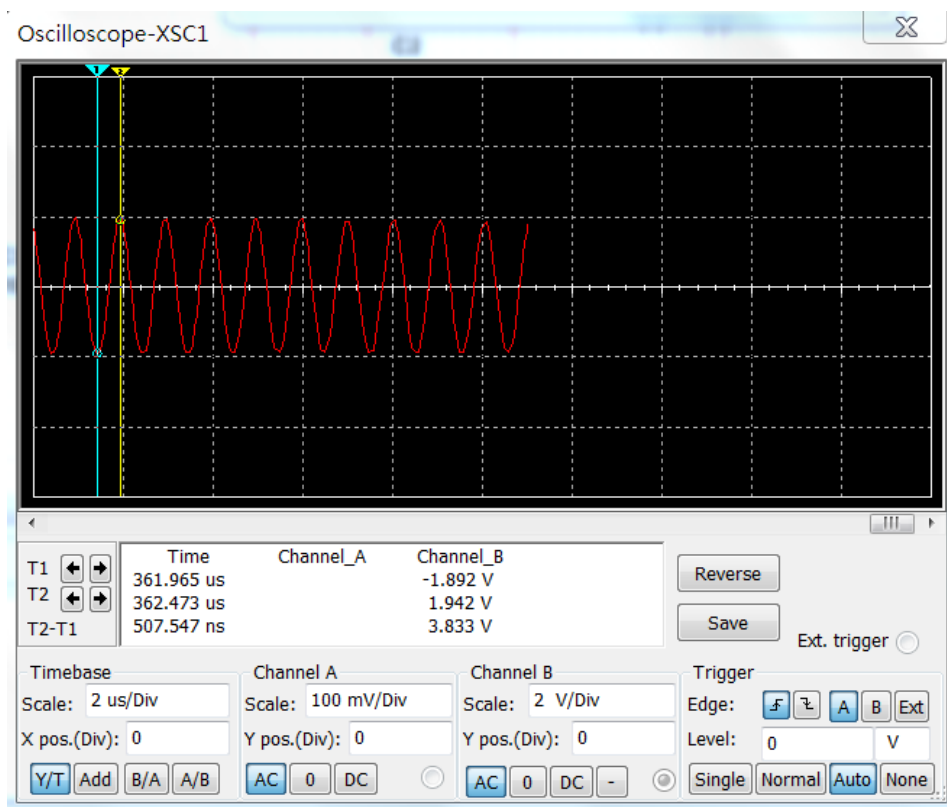 Oscilloscope-XSC1
1 2
Time Channel_A Channel_B
T1 361.965 us -1.892 V
T2 362.473 us 1.942 V
T2-T1 507.547 ns 3.833 V
Reverse
Save
Ext. trigger
Timebase
Scale: 2 us/Div
X pos.(Div): 0
Y/T Add B/A A/B
Channel A
Scale: 100 mV/Div
Y pos.(Div): 0
AC 0 DC
Channel B
Scale: 2 V/Div
Y pos.(Div): 0
AC 0 DC -
Trigger
Edge: A B Ext
Level: 0 V
Single Normal Auto None